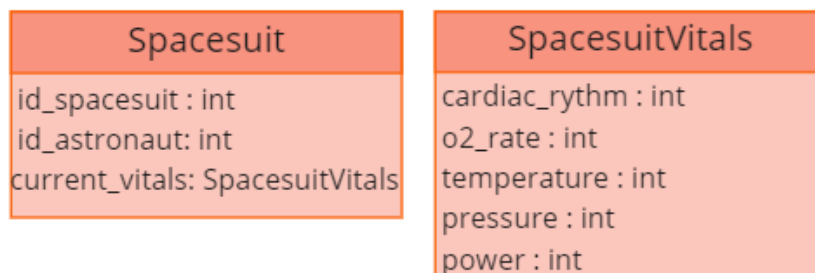 Spacesuit
id_spacesuit : int
id_astronaut: int
current_vitals: SpacesuitVitals
SpacesuitVitals
cardiac_rythm : int
o2_rate : int
temperature : int
pressure : int
power : int